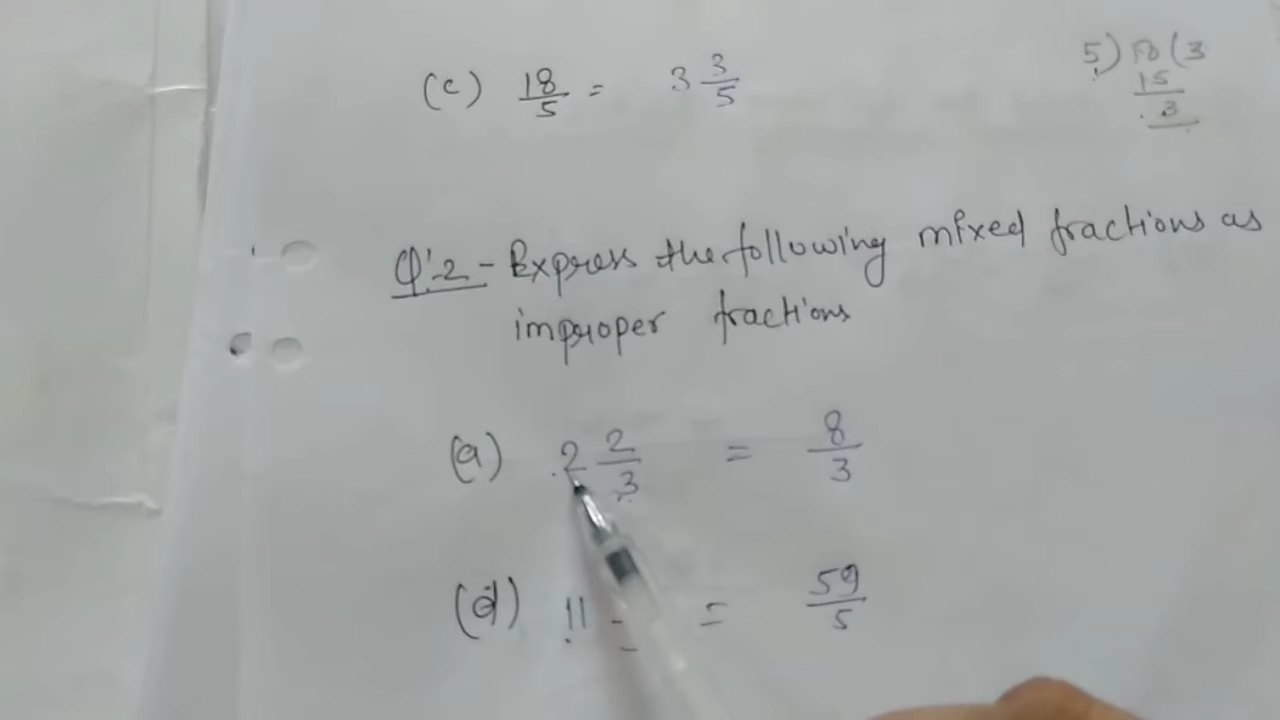 (c) 18/5 = 3 3/5
5) 18 (3
15
3
Q.2 - Express the following mixed fractions as
improper fractions
(a) 2 2/3 = 8/3
(d) 11 = 59/5